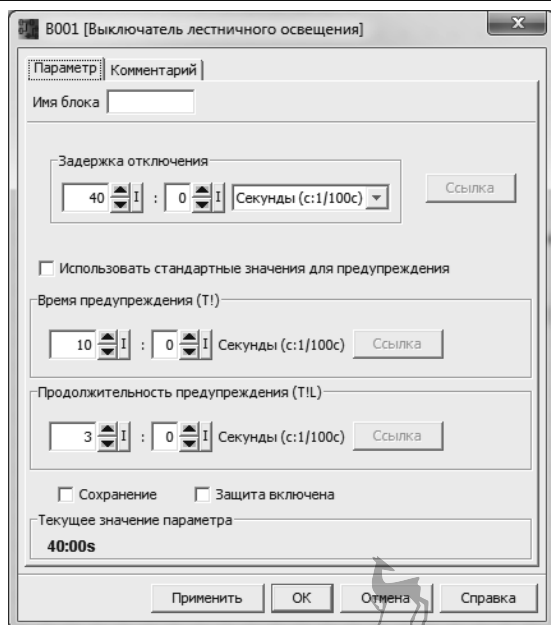 B001 [Выключатель лестничного освещения]
Параметр Комментарий
Имя блока
Задержка отключения
40 I : 0 I Секунды (с:1/100с)
Ссылка
Использовать стандартные значения для предупреждения
Время предупреждения (T!)
10 I : 0 I Секунды (с:1/100с) Ссылка
Продолжительность предупреждения (T!L)
3 I : 0 I Секунды (с:1/100с) Ссылка
Сохранение Защита включена
Текущее значение параметра
40:00s
Применить OK Отмена Справка